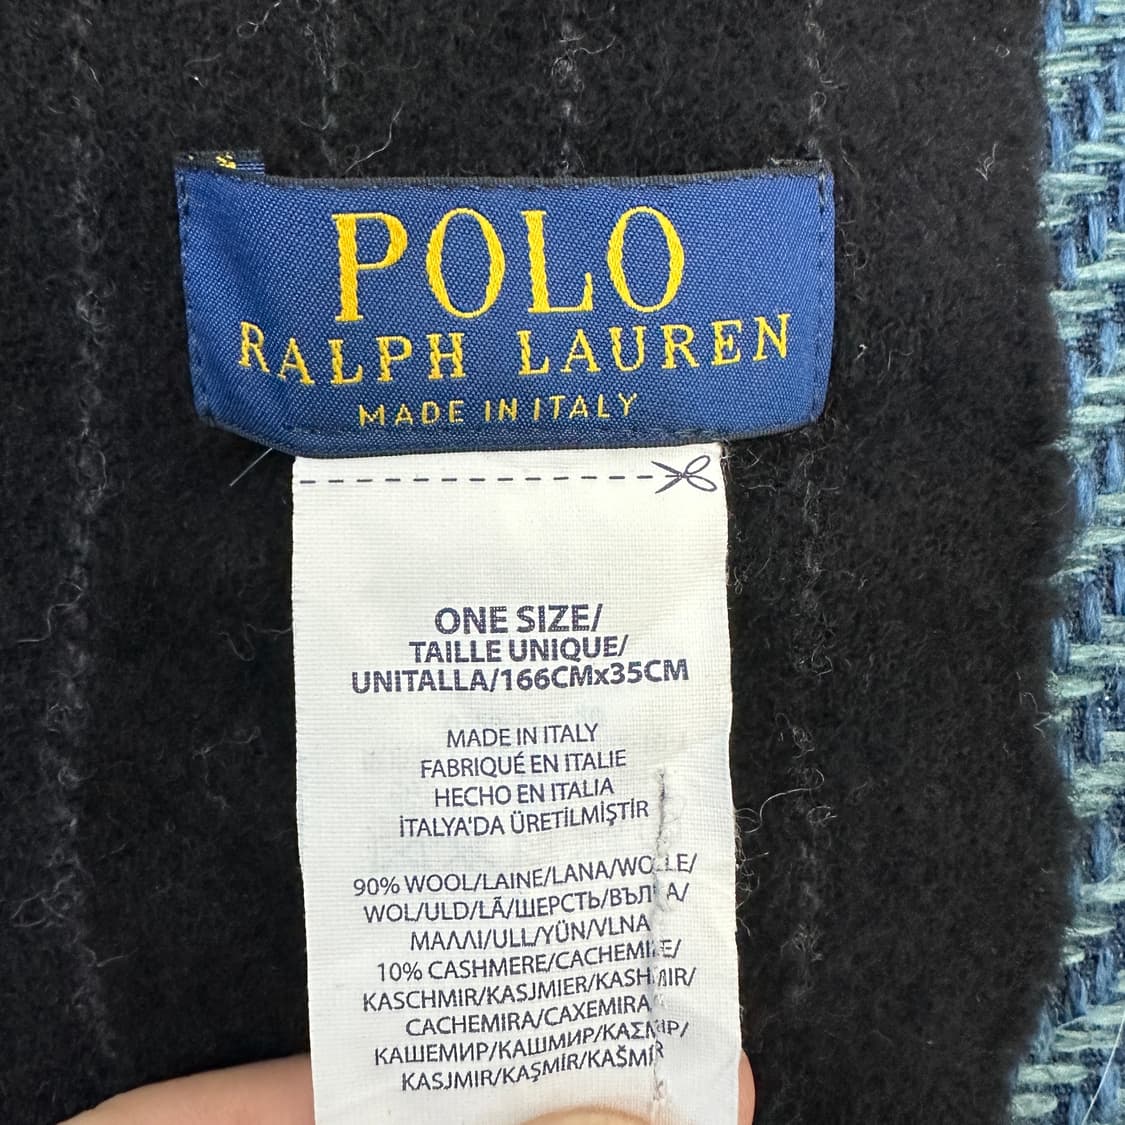 POLO
RALPH LAUREN
MADE IN ITALY
ONE SIZE/
TAILLE UNIQUE/
UNITALLA/166CMx35CM
MADE IN ITALY
FABRIQUÉ EN ITALIE
HECHO EN ITALIA
İTALYA'DA ÜRETİLMİŞTİR
90% WOOL/LAINE/LANA/WOLLE/
WOL/ULD/LÃ/ШЕРСТЬ/ВЪЛНА/
ΜΑΛΛΙ/ULL/YÜN/VLNA
10% CASHMERE/CACHEMIRE/
KASCHMIR/KASJMIER/KASHMIR/
CACHEMIRA/CAXEMIRA
КАШЕМИР/КАШМИР/ΚΑΣΜΙΡ/
KASJMIR/KAŞMİR/KAŠMÍR